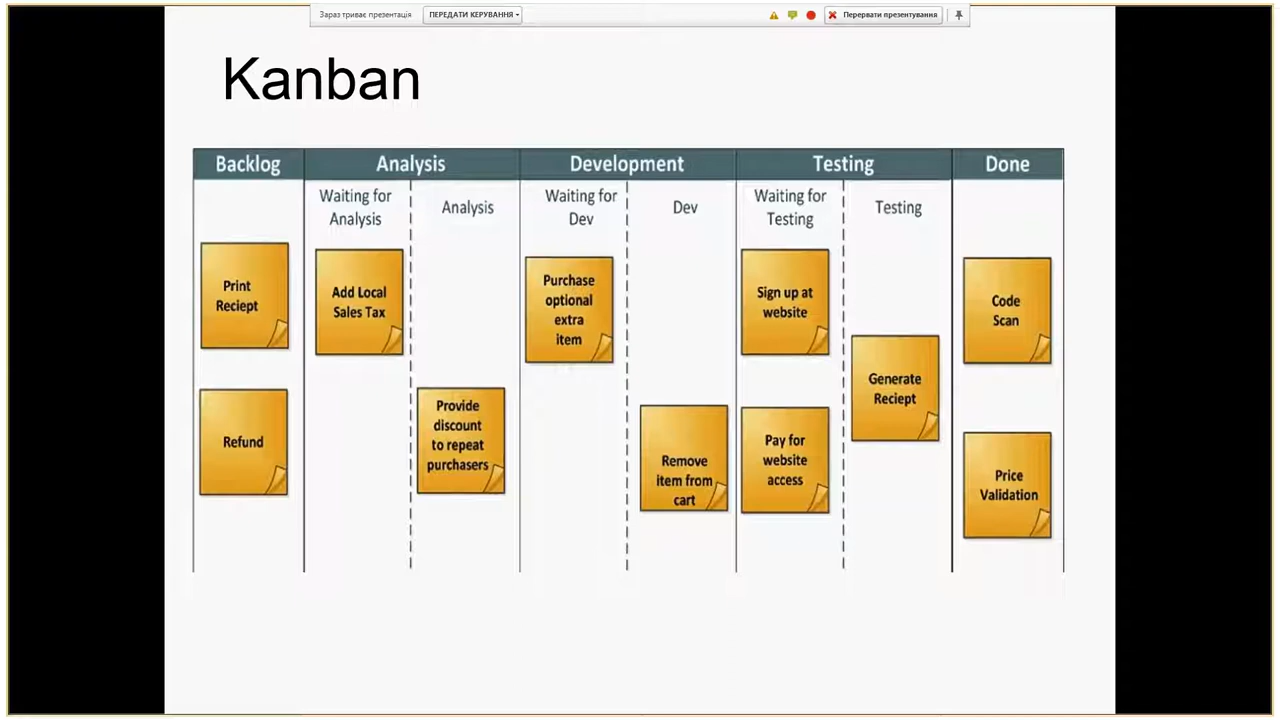 Зараз триває презентація
ПЕРЕДАТИ КЕРУВАННЯ
Перервати презентування
Kanban
Backlog
Analysis
Development
Testing
Done
Waiting for
Analysis
Analysis
Waiting for
Dev
Dev
Waiting for
Testing
Testing
Print
Reciept
Refund
Add Local
Sales Tax
Provide
discount
to repeat
purchasers
Purchase
optional
extra
item
Remove
item from
cart
Sign up at
website
Pay for
website
access
Generate
Reciept
Code
Scan
Price
Validation